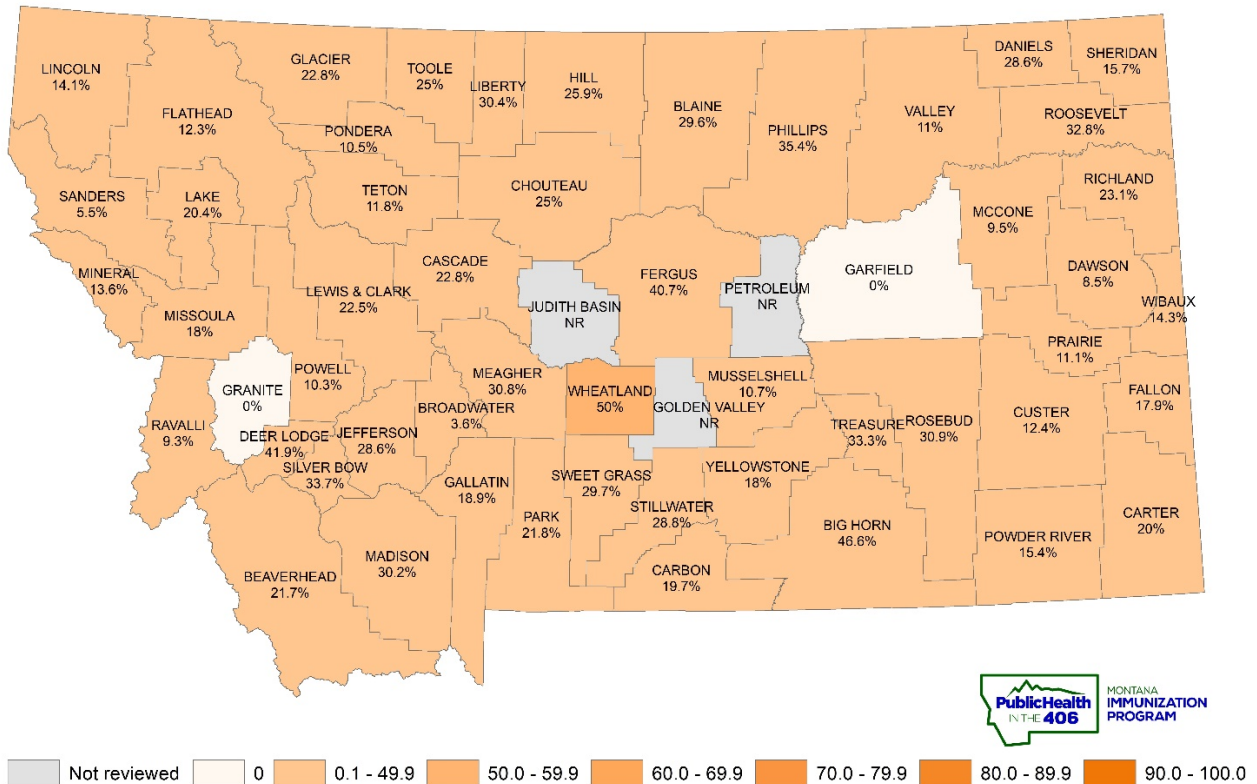 LINCOLN
14.1%
FLATHEAD
12.3%
GLACIER
22.8%
TOOLE
25%
LIBERTY
30.4%
HILL
25.9%
BLAINE
29.6%
PHILLIPS
35.4%
VALLEY
11%
DANIELS
28.6%
SHERIDAN
15.7%
ROOSEVELT
32.8%
PONDERA
10.5%
TETON
11.8%
CHOUTEAU
25%
SANDERS
5.5%
LAKE
20.4%
RICHLAND
23.1%
MCCONE
9.5%
DAWSON
8.5%
WIBAUX
14.3%
MINERAL
13.6%
MISSOULA
18%
LEWIS & CLARK
22.5%
CASCADE
22.8%
JUDITH BASIN
NR
FERGUS
40.7%
PETROLEUM
NR
GARFIELD
0%
PRAIRIE
11.1%
GRANITE
0%
POWELL
10.3%
MEAGHER
30.8%
WHEATLAND
50%
GOLDEN VALLEY
NR
MUSSELSHELL
10.7%
TREASURE
33.3%
ROSEBUD
30.9%
CUSTER
12.4%
FALLON
17.9%
RAVALLI
9.3%
DEER LODGE
41.9%
SILVER BOW
33.7%
JEFFERSON
28.6%
BROADWATER
3.6%
GALLATIN
18.9%
PARK
21.8%
SWEET GRASS
29.7%
STILLWATER
28.8%
YELLOWSTONE
18%
BIG HORN
46.6%
POWDER RIVER
15.4%
CARTER
20%
BEAVERHEAD
21.7%
MADISON
30.2%
CARBON
19.7%
PublicHealth
IN THE 406
MONTANA
IMMUNIZATION
PROGRAM
Not reviewed 0 0.1 - 49.9 50.0 - 59.9 60.0 - 69.9 70.0 - 79.9 80.0 - 89.9 90.0 - 100.0